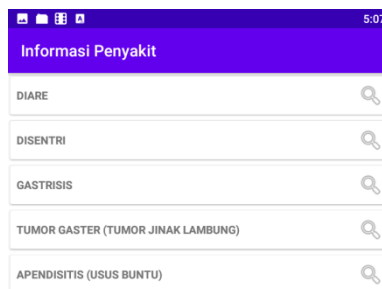 5:07
Informasi Penyakit
DIARE
DISENTRI
GASTRISIS
TUMOR GASTER (TUMOR JINAK LAMBUNG)
APENDISITIS (USUS BUNTU)